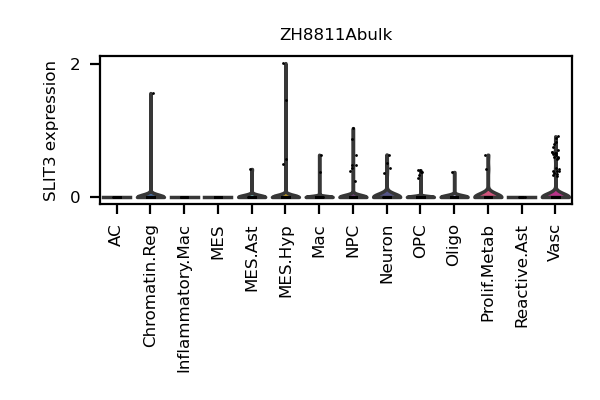 ZH8811Abulk
SLIT3 expression
2
0
AC
Chromatin.Reg
Inflammatory.Mac
MES
MES.Ast
MES.Hyp
Mac
NPC
Neuron
OPC
Oligo
Prolif.Metab
Reactive.Ast
Vasc